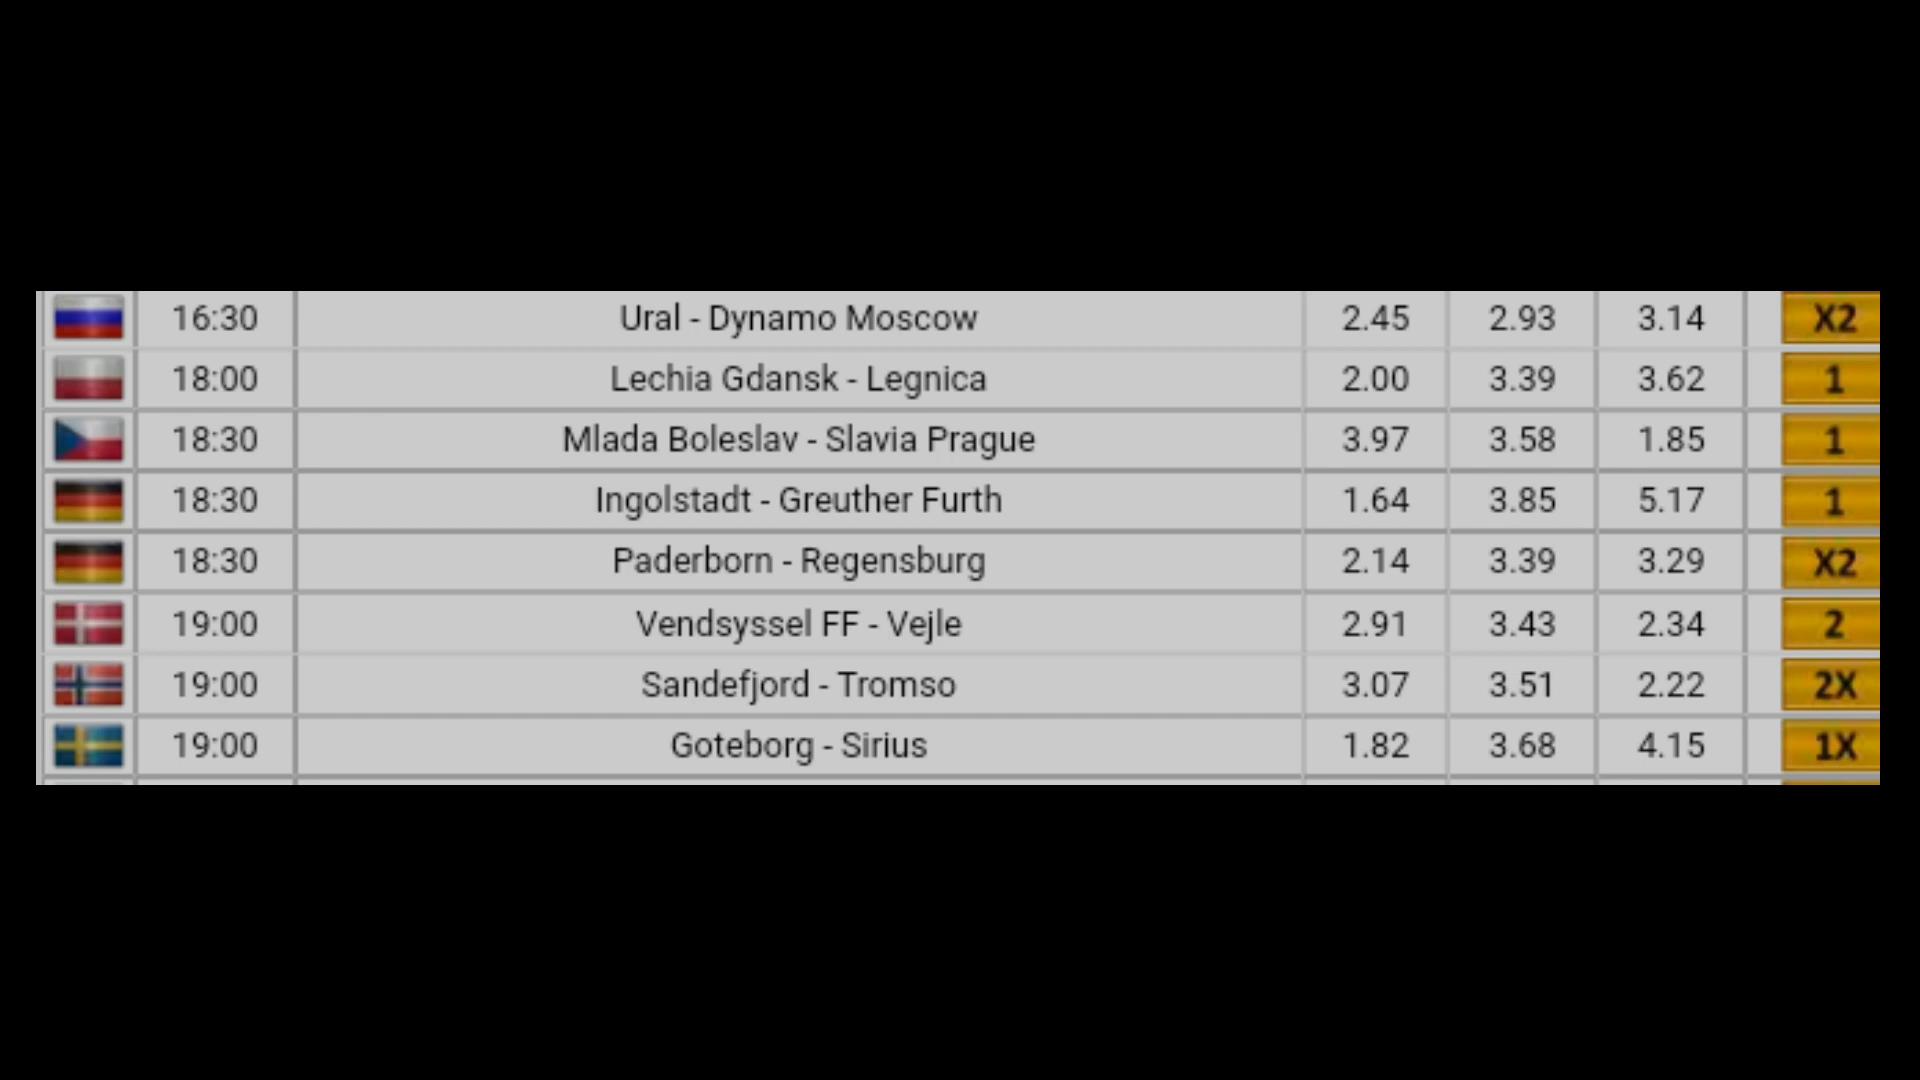 16:30 Ural - Dynamo Moscow 2.45 2.93 3.14 X2
18:00 Lechia Gdansk - Legnica 2.00 3.39 3.62 1
18:30 Mlada Boleslav - Slavia Prague 3.97 3.58 1.85 1
18:30 Ingolstadt - Greuther Furth 1.64 3.85 5.17 1
18:30 Paderborn - Regensburg 2.14 3.39 3.29 X2
19:00 Vendsyssel FF - Vejle 2.91 3.43 2.34 2
19:00 Sandefjord - Tromso 3.07 3.51 2.22 2X
19:00 Goteborg - Sirius 1.82 3.68 4.15 1X